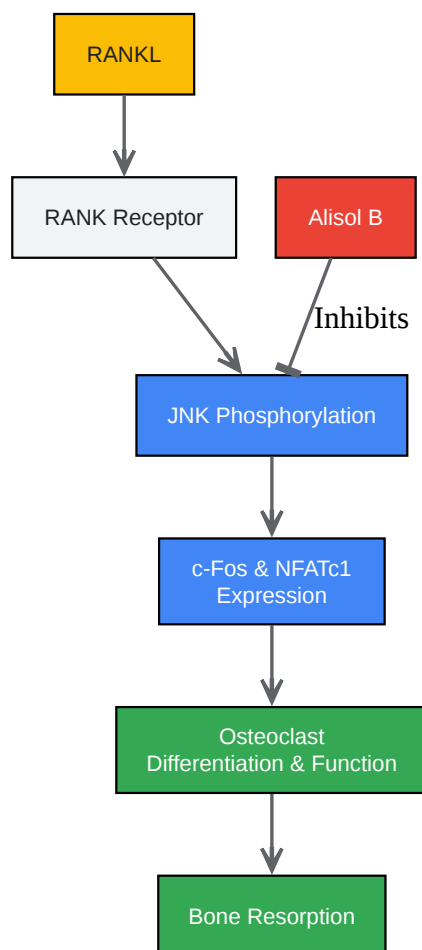 RANKL
RANK Receptor
Alisol B
Inhibits
JNK Phosphorylation
c-Fos & NFATc1
Expression
Osteoclast
Differentiation & Function
Bone Resorption